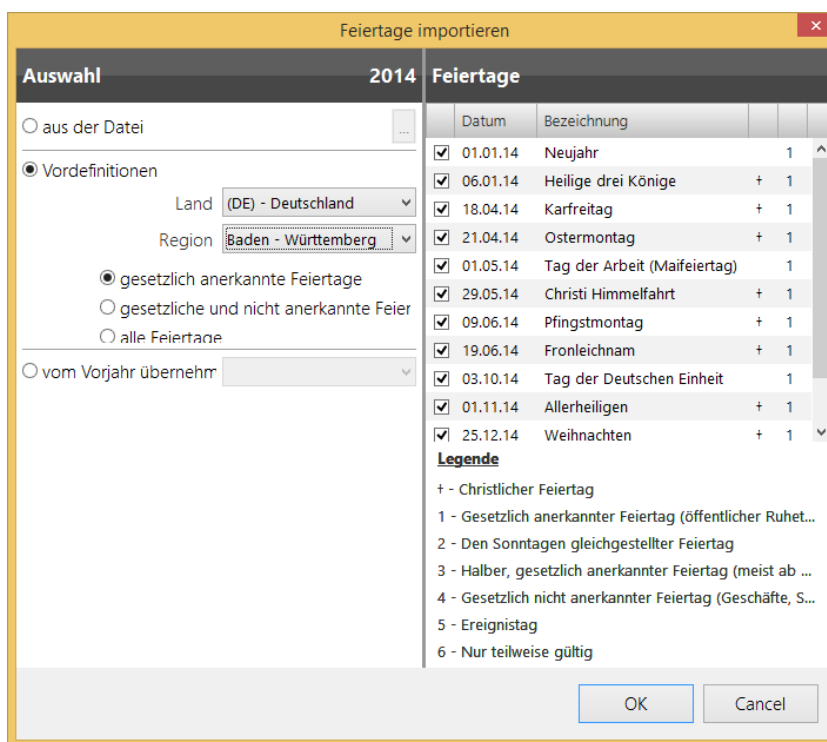 Feiertage importieren
Auswahl 2014
aus der Datei ...
Vordefinitionen
Land (DE) - Deutschland
Region Baden - Württemberg
gesetzlich anerkannte Feiertage
gesetzliche und nicht anerkannte Feier
alle Feiertage
vom Vorjahr übernehm
Feiertage
Datum Bezeichnung
01.01.14 Neujahr 1
06.01.14 Heilige drei Könige + 1
18.04.14 Karfreitag + 1
21.04.14 Ostermontag + 1
01.05.14 Tag der Arbeit (Maifeiertag) 1
29.05.14 Christi Himmelfahrt + 1
09.06.14 Pfingstmontag + 1
19.06.14 Fronleichnam + 1
03.10.14 Tag der Deutschen Einheit 1
01.11.14 Allerheiligen + 1
25.12.14 Weihnachten + 1
Legende
+ - Christlicher Feiertag
1 - Gesetzlich anerkannter Feiertag (öffentlicher Ruhet...
2 - Den Sonntagen gleichgestellter Feiertag
3 - Halber, gesetzlich anerkannter Feiertag (meist ab ...
4 - Gesetzlich nicht anerkannter Feiertag (Geschäfte, S...
5 - Ereignistag
6 - Nur teilweise gültig
OK Cancel